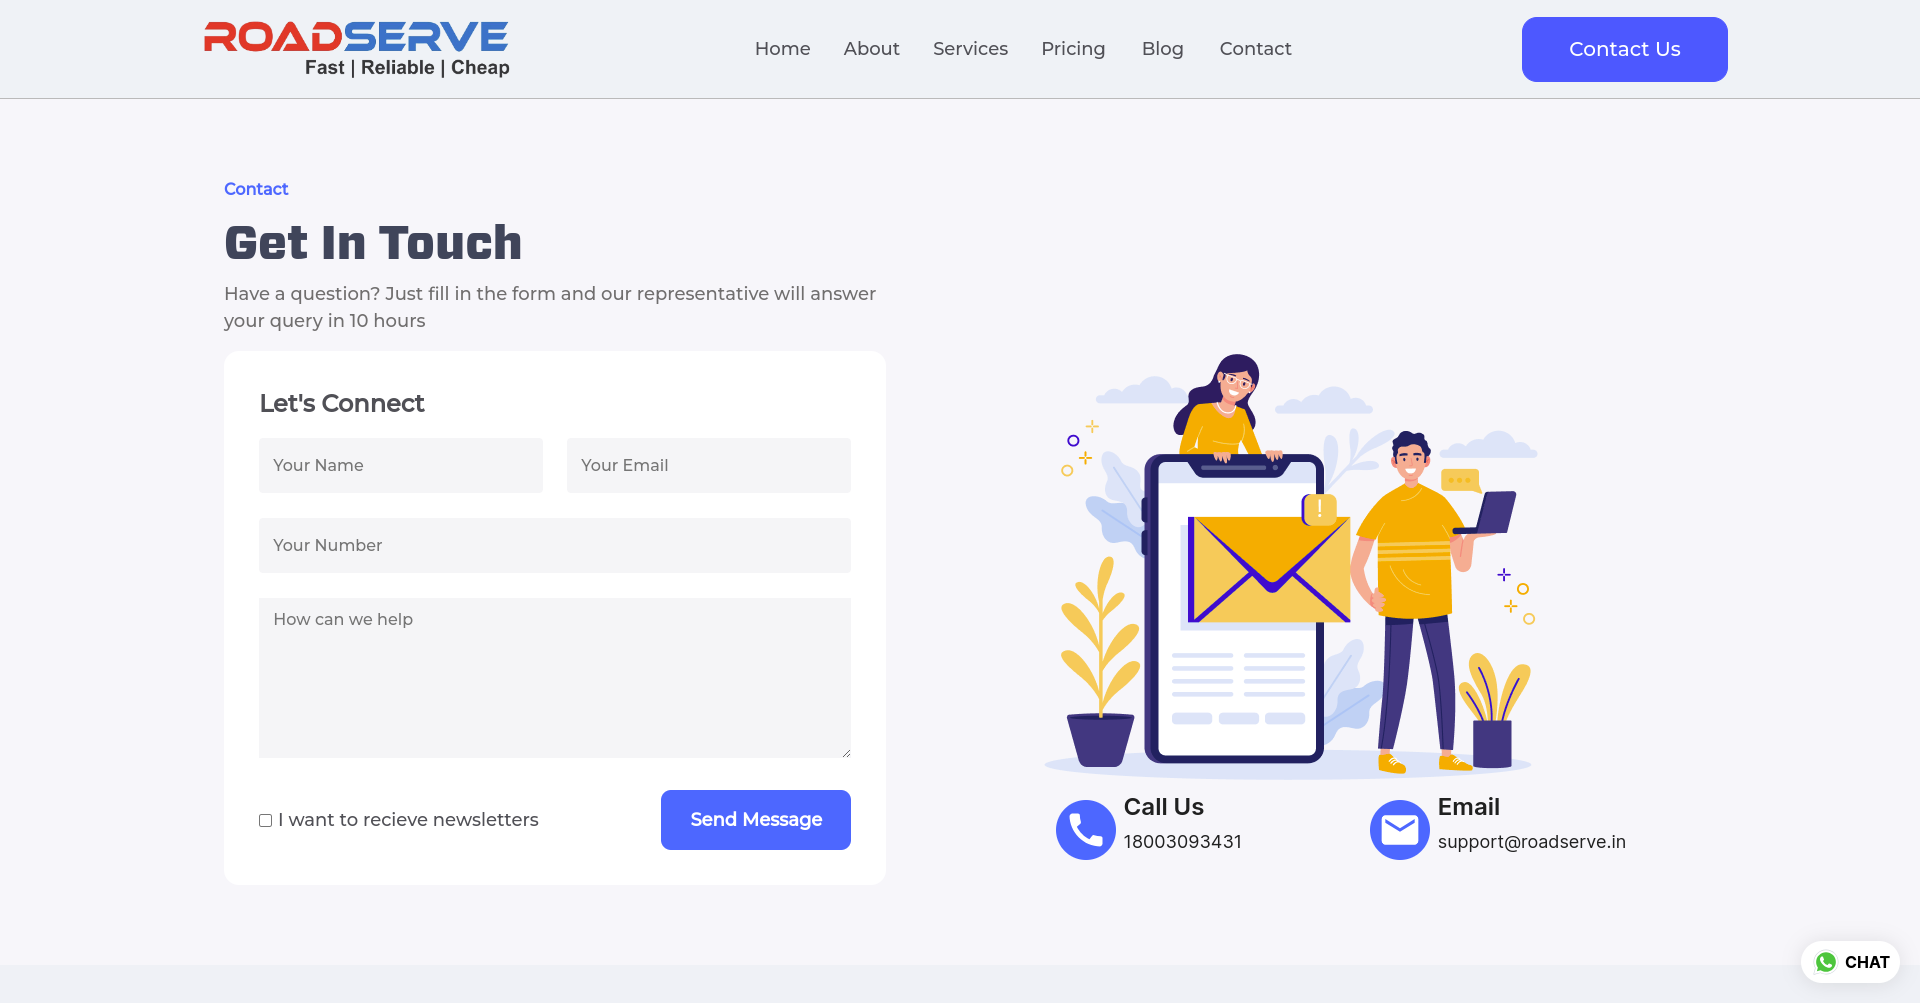 ROADSERVE
Fast | Reliable | Cheap
Home
About
Services
Pricing
Blog
Contact
Contact Us
Contact
Get In Touch
Have a question? Just fill in the form and our representative will answer
your query in 10 hours
Let's Connect
Your Name
Your Email
Your Number
How can we help
I want to recieve newsletters
Send Message
!
Call Us
18003093431
Email
support@roadserve.in
CHAT